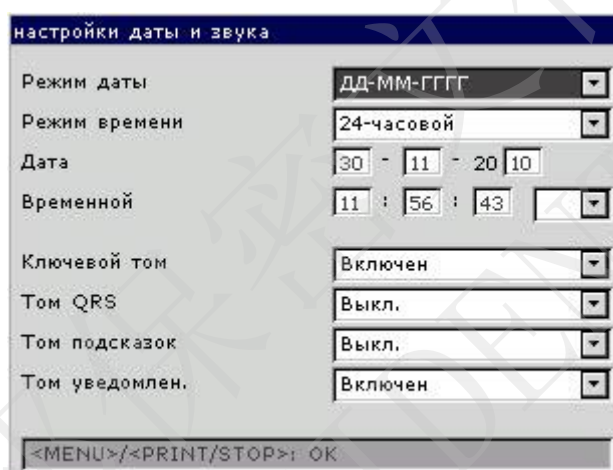 настройки даты и звука
Режим даты ДД-ММ-ГГГГ
Режим времени 24-часовой
Дата 30 - 11 - 20 10
Временной 11 : 56 : 43
Ключевой том Включен
Том QRS Выкл.
Том подсказок Выкл.
Том уведомлен. Включен
<MENU>/<PRINT/STOP>: OK